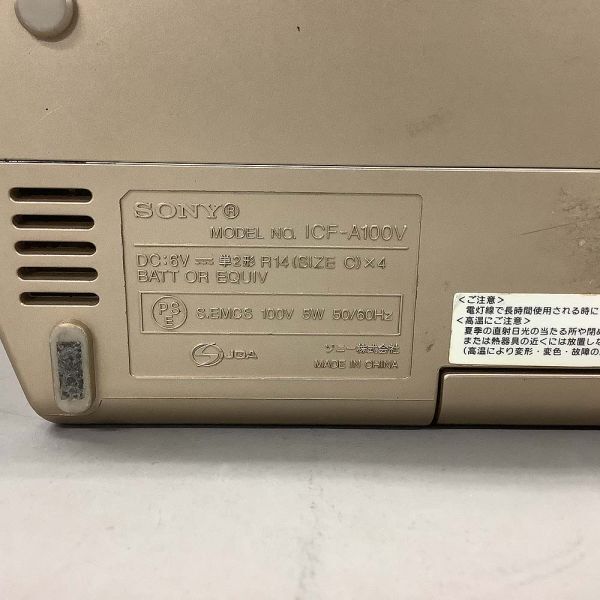 SONY®
MODEL NO. ICF-A100V
DC:6V ⎓ 単2形 R14(SIZE C)×4
BATT OR EQUIV
PSE S.EMCS 100V 5W 50/60Hz
JQA ソニー株式会社
MADE IN CHINA
<ご注意>
電灯線で長時間使用される時に
<高温にご注意>
夏季の直射日光の当たる所や閉め
または熱器具の近くには放置しな
(高温により変形・変色・故障の